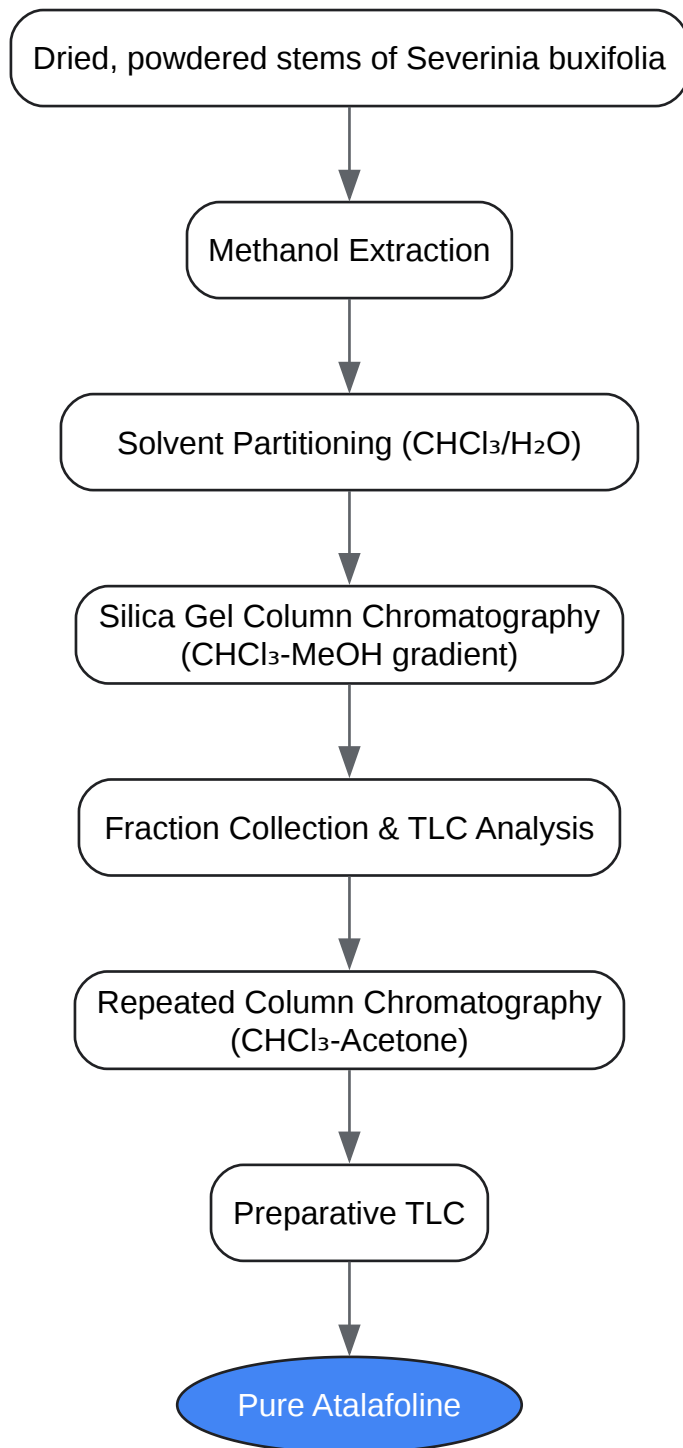 Dried, powdered stems of Severinia buxifolia
Methanol Extraction
Solvent Partitioning (CHCl₃/H₂O)
Silica Gel Column Chromatography
(CHCl₃-MeOH gradient)
Fraction Collection & TLC Analysis
Repeated Column Chromatography
(CHCl₃-Acetone)
Preparative TLC
Pure Atalafoline